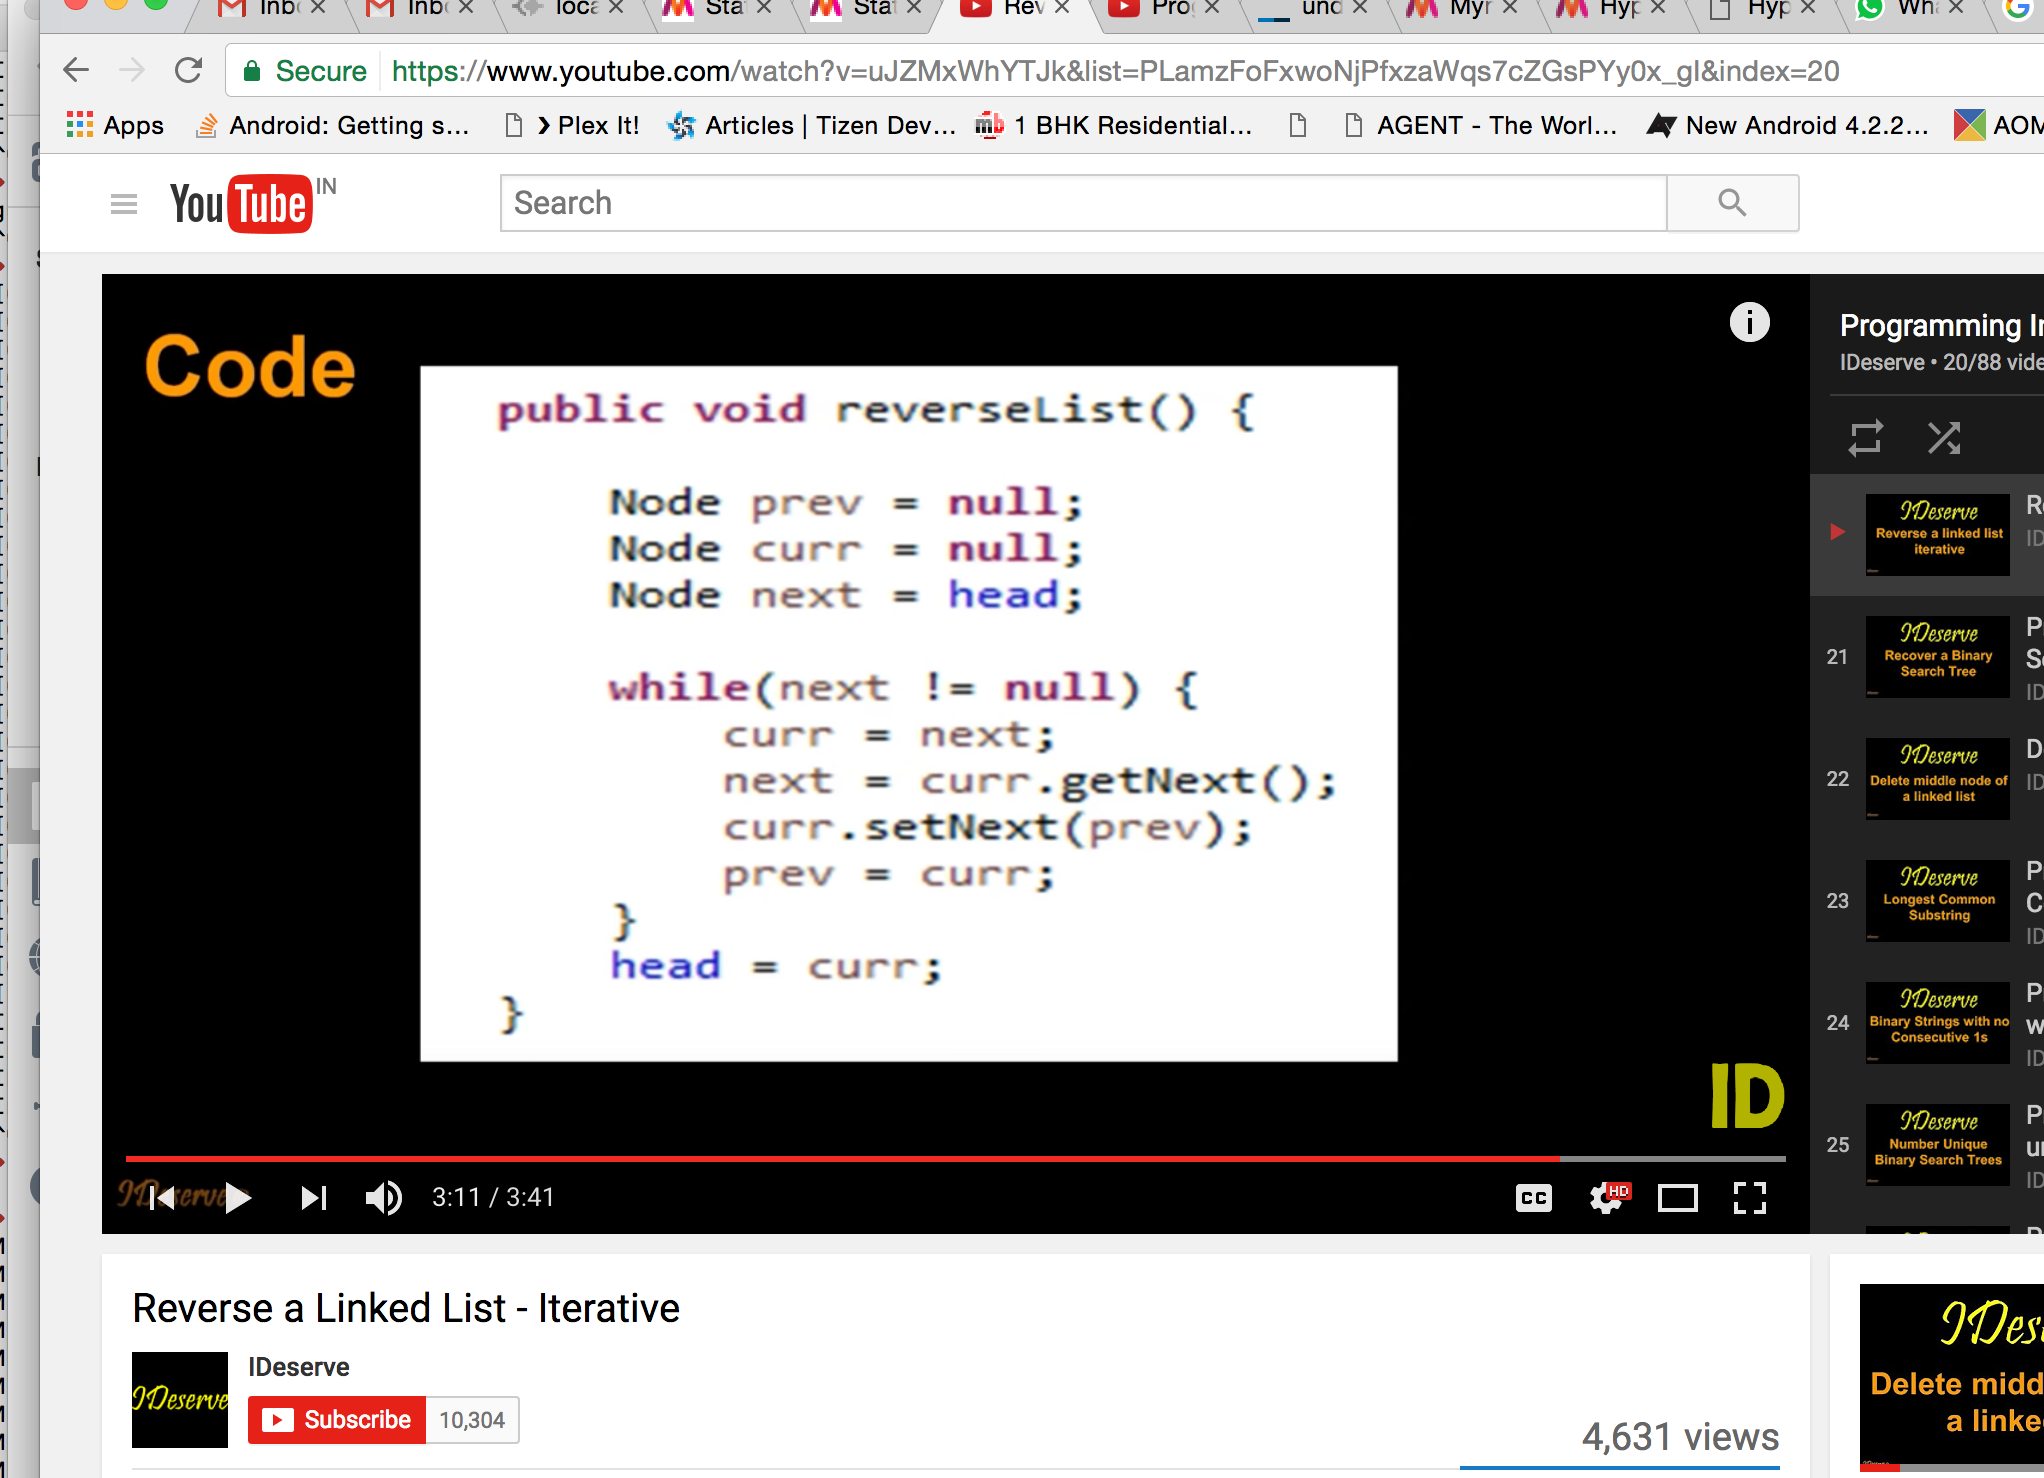 Inb
Inb
loca
Sta
Sta
Rev
Pro
und
Myr
Hyp
Hyp
Wha
Secure
https://www.youtube.com/watch?v=uJZMxWhYTJk&list=PLamzFoFxwoNjPfxzaWqs7cZGsPYy0x_gI&index=20
Apps
Android: Getting s...
❯ Plex It!
Articles | Tizen Dev...
mb 1 BHK Residential...
AGENT - The Worl...
New Android 4.2.2...
AOM
YouTube IN
Search
Code
public void reverseList() {
Node prev = null;
Node curr = null;
Node next = head;
while(next != null) {
curr = next;
next = curr.getNext();
curr.setNext(prev);
prev = curr;
}
head = curr;
}
ID
IDeserve
3:11 / 3:41
CC
HD
Programming In
IDeserve • 20/88 vide
IDeserve
Reverse a linked list
iterative
21
IDeserve
Recover a Binary
Search Tree
22
IDeserve
Delete middle node of
a linked list
23
IDeserve
Longest Common
Substring
24
IDeserve
Binary Strings with no
Consecutive 1s
25
IDeserve
Number Unique
Binary Search Trees
Reverse a Linked List - Iterative
IDeserve
IDeserve
Subscribe
10,304
4,631 views
IDes
Delete midd
a linke